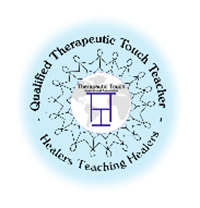 - Qualified Therapeutic Touch Teacher -
Therapeutic Touch
Healers Teaching Healers